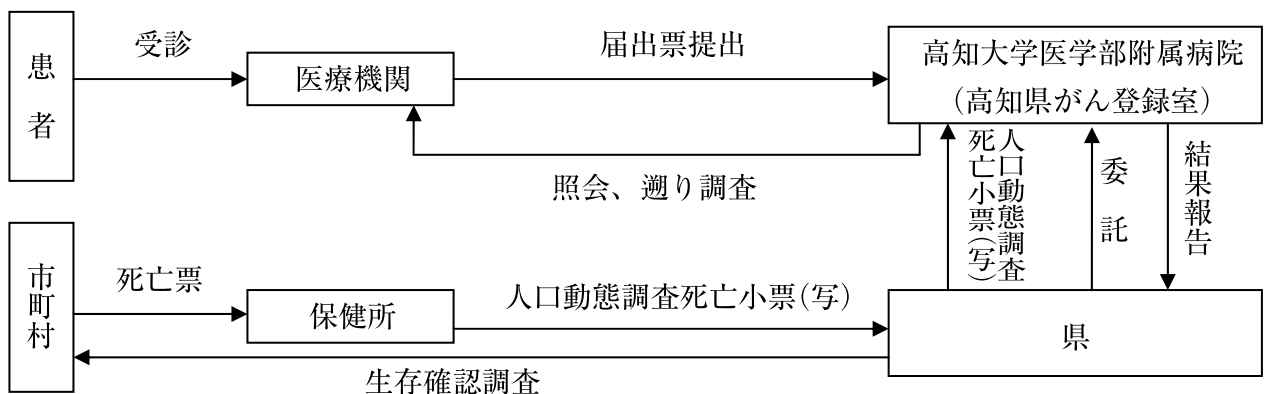 患者
受診
医療機関
届出票提出
高知大学医学部附属病院
（高知県がん登録室）
照会、遡り調査
人口動態調査
死亡小票（写）
委託
結果報告
市町村
死亡票
保健所
人口動態調査死亡小票（写）
県
生存確認調査